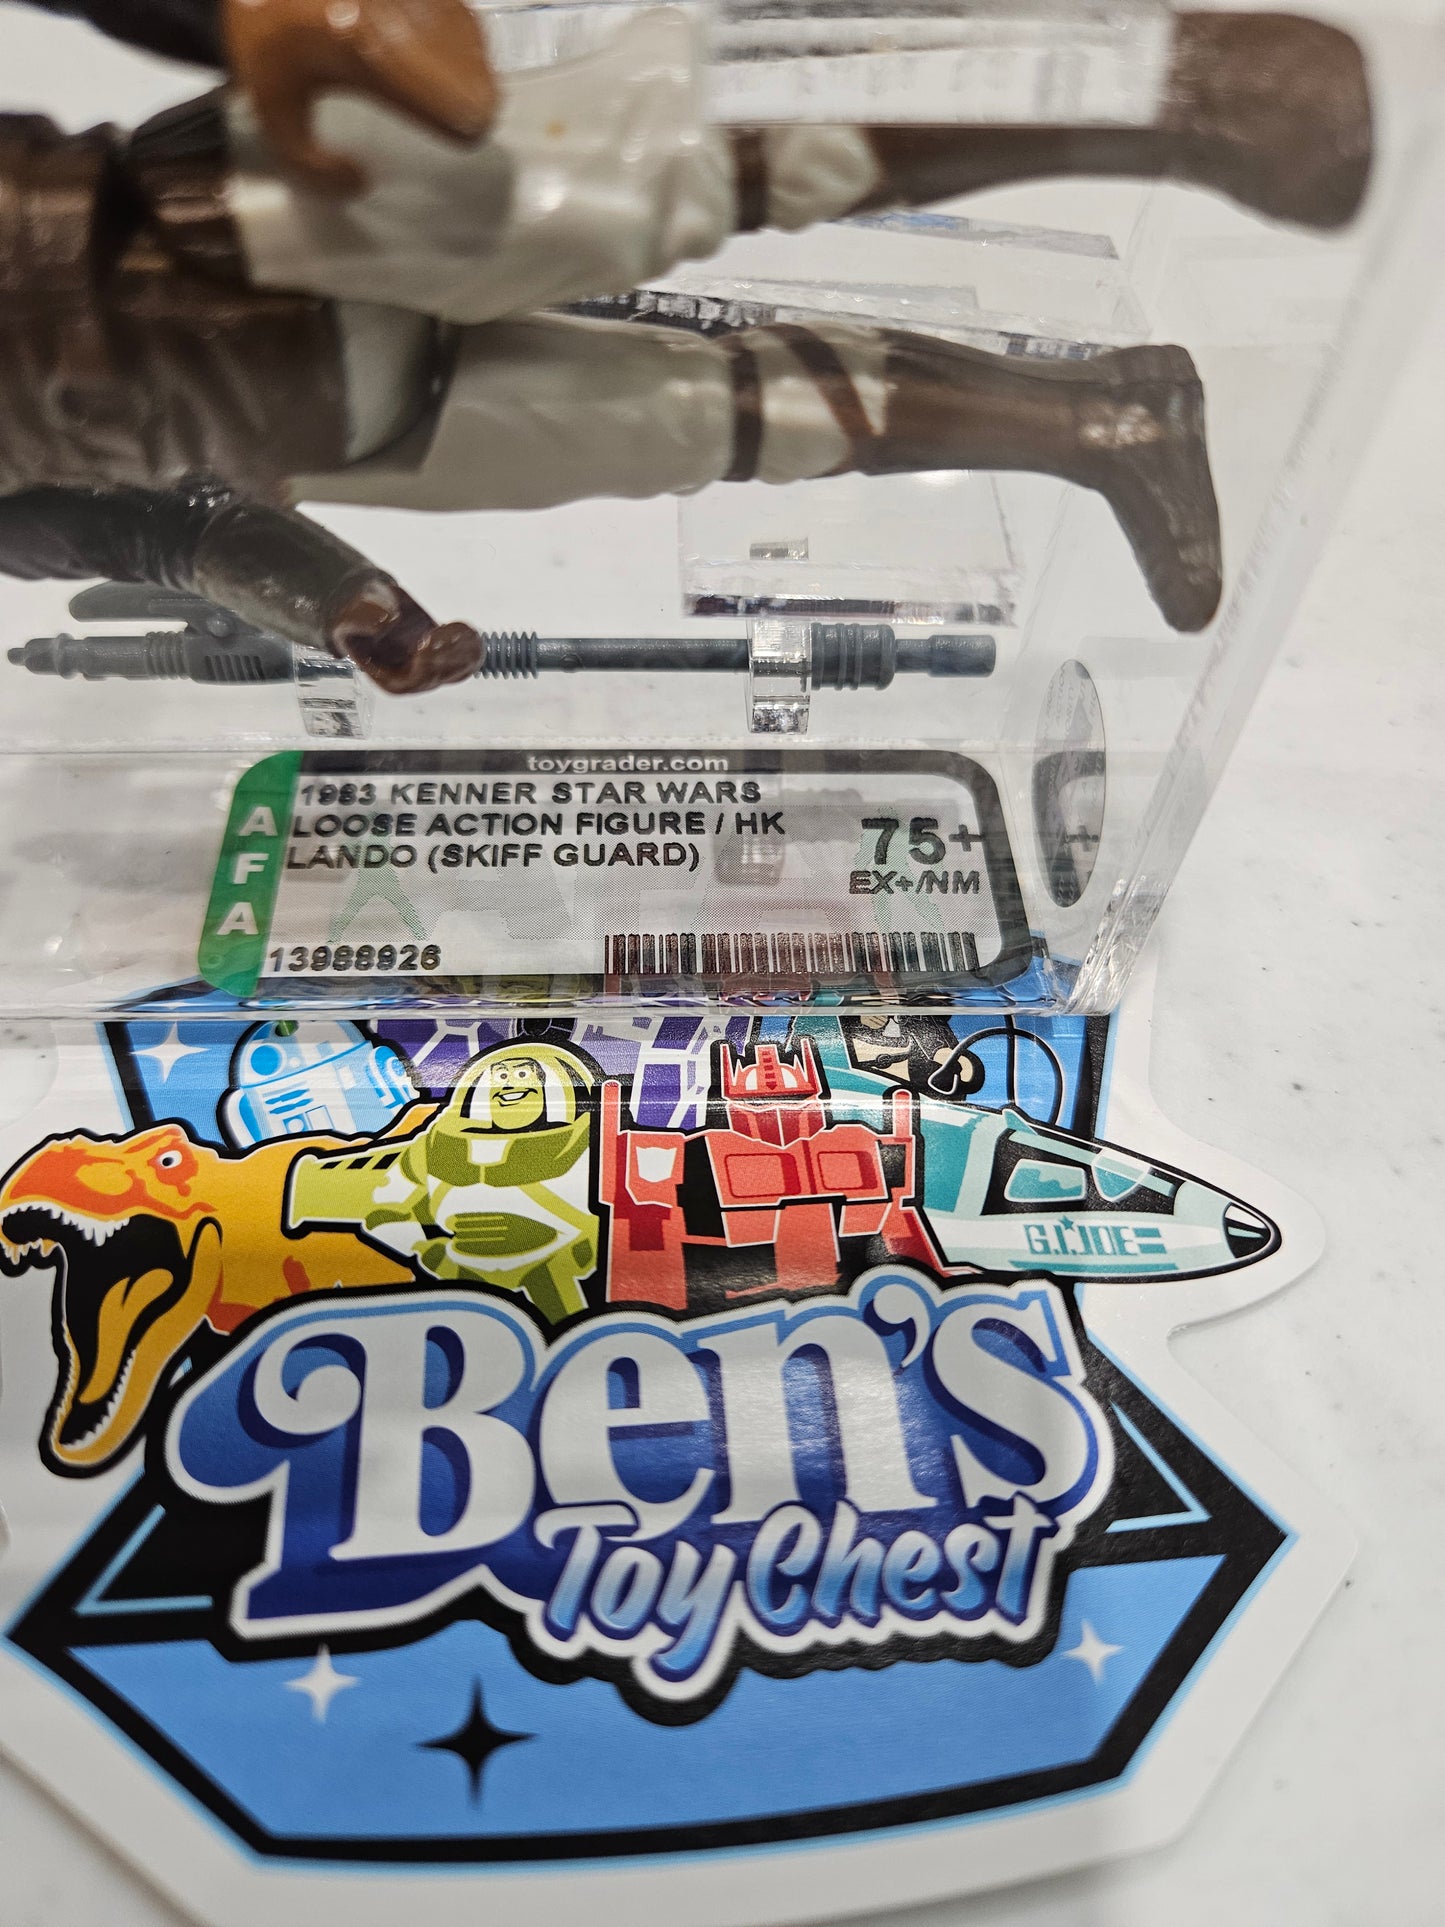 toygrader.com
AFA
1983 KENNER STAR WARS
LOOSE ACTION FIGURE / HK
LANDO (SKIFF GUARD)
75+
EX+/NM
13988926
G.I.JOE
Ben's
Toy Chest